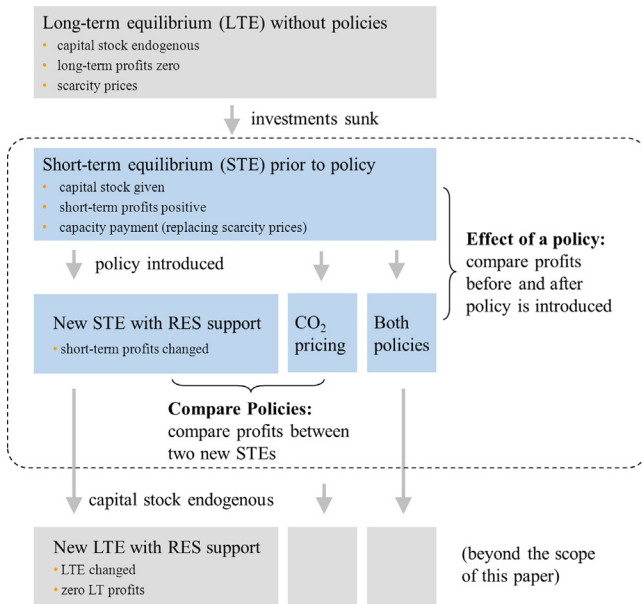 Long-term equilibrium (LTE) without policies
• capital stock endogenous
• long-term profits zero
• scarcity prices
investments sunk
Short-term equilibrium (STE) prior to policy
• capital stock given
• short-term profits positive
• capacity payment (replacing scarcity prices)
policy introduced
Effect of a policy:
compare profits
before and after
policy is introduced
New STE with RES support
• short-term profits changed
CO2
pricing
Both
policies
Compare Policies:
compare profits between
two new STEs
capital stock endogenous
New LTE with RES support
• LTE changed
• zero LT profits
(beyond the scope
of this paper)